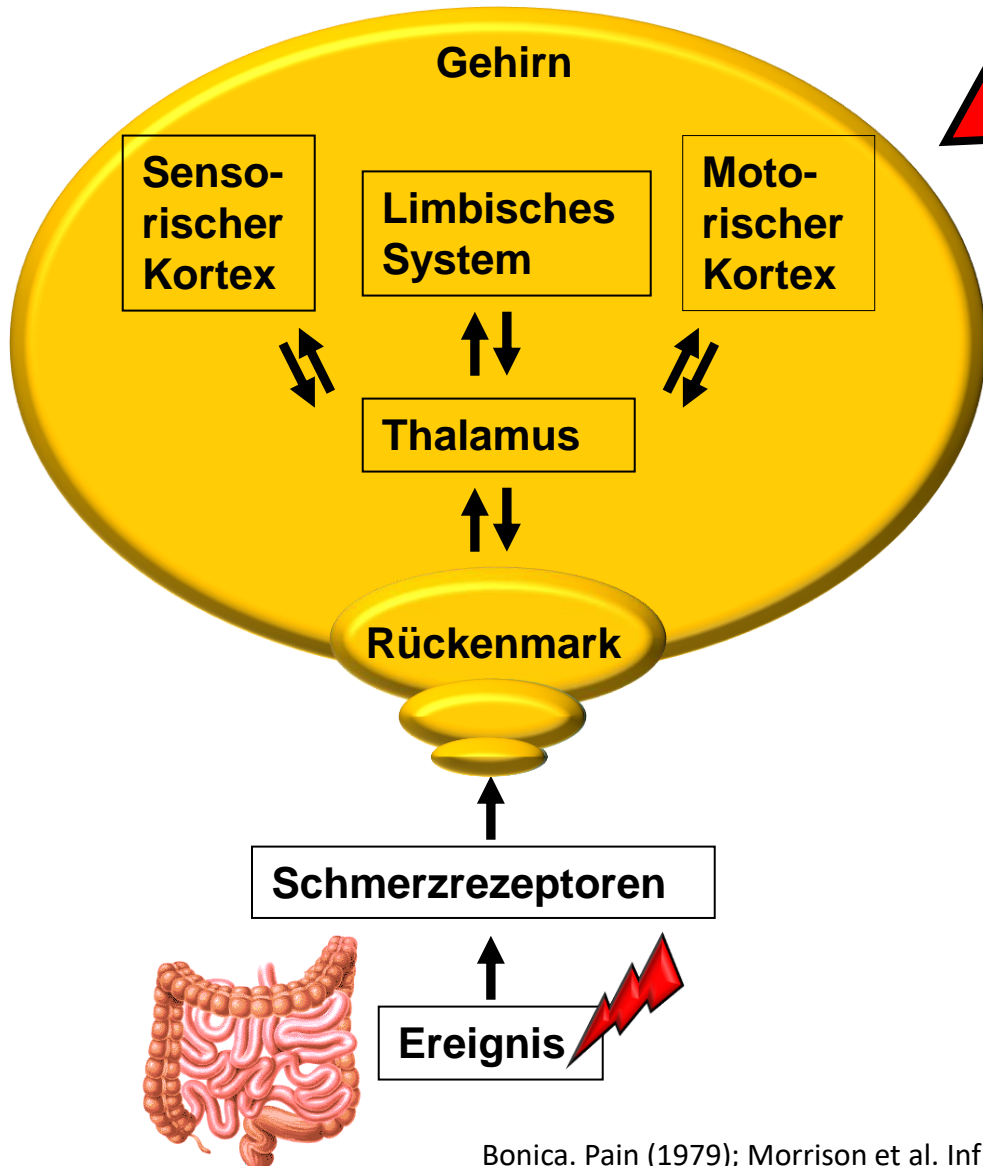 Gehirn
Senso-
rischer
Kortex
Limbisches
System
Moto-
rischer
Kortex
Thalamus
Rückenmark
Schmerzrezeptoren
Ereignis
Bonica. Pain (1979); Morrison et al. Inf